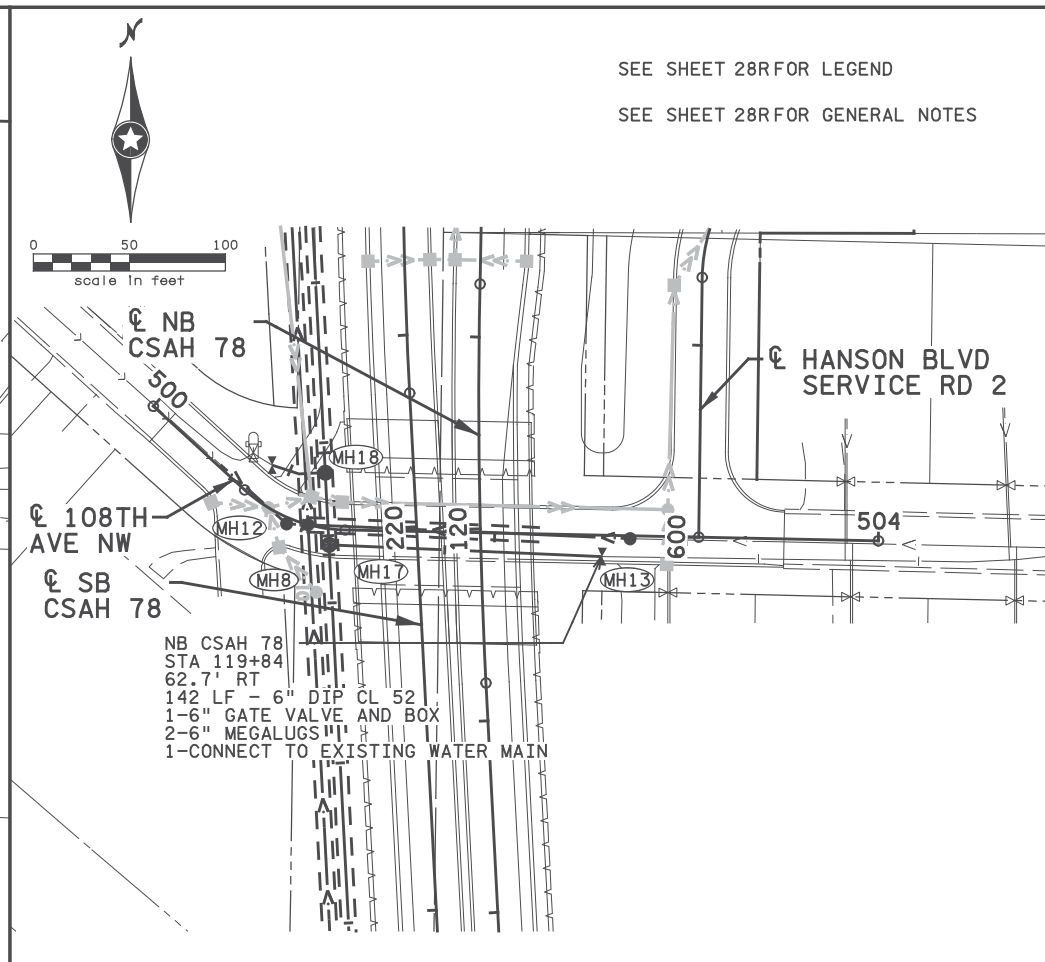 N
SEE SHEET 28R FOR LEGEND
SEE SHEET 28R FOR GENERAL NOTES
0 50 100
scale in feet
℄ NB
CSAH 78
500
℄ HANSON BLVD
SERVICE RD 2
MH18
℄ 108TH
AVE NW
MH12
220
120
600
504
℄ SB
CSAH 78
MH8
MH17
MH13
NB CSAH 78
STA 119+84
62.7' RT
142 LF - 6" DIP CL 52
1-6" GATE VALVE AND BOX
2-6" MEGALUGS
1-CONNECT TO EXISTING WATER MAIN